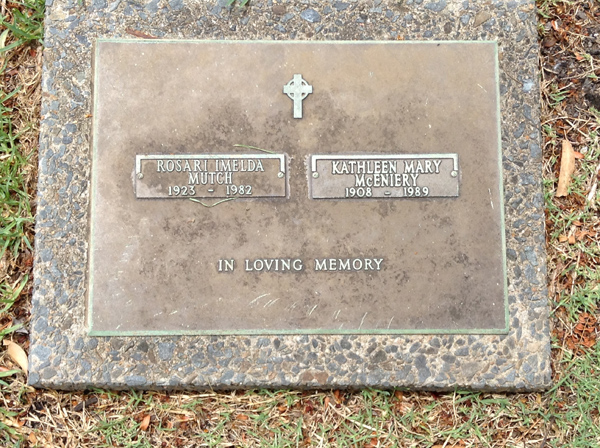 ROSARI IMELDA
MUTCH
1923 - 1982
KATHLEEN MARY
McENIERY
1908 - 1989
IN LOVING MEMORY